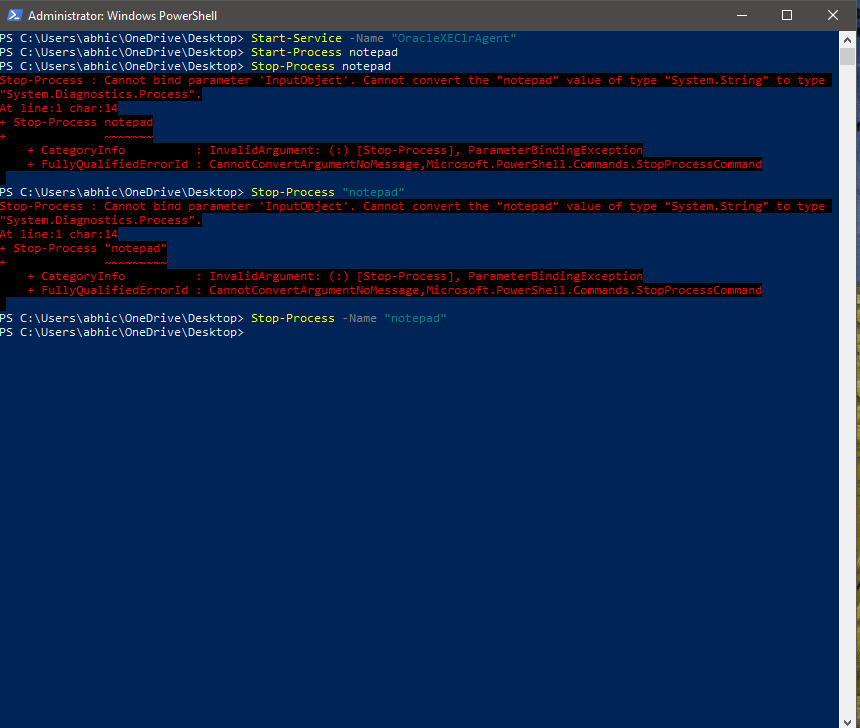 Administrator: Windows PowerShell
PS C:\Users\abhic\OneDrive\Desktop> Start-Service -Name "OracleXEClrAgent"
PS C:\Users\abhic\OneDrive\Desktop> Start-Process notepad
PS C:\Users\abhic\OneDrive\Desktop> Stop-Process notepad
Stop-Process : Cannot bind parameter 'InputObject'. Cannot convert the "notepad" value of type "System.String" to type
"System.Diagnostics.Process".
At line:1 char:14
+ Stop-Process notepad
+              ~~~~~~~
    + CategoryInfo          : InvalidArgument: (:) [Stop-Process], ParameterBindingException
    + FullyQualifiedErrorId : CannotConvertArgumentNoMessage,Microsoft.PowerShell.Commands.StopProcessCommand
PS C:\Users\abhic\OneDrive\Desktop> Stop-Process "notepad"
Stop-Process : Cannot bind parameter 'InputObject'. Cannot convert the "notepad" value of type "System.String" to type
"System.Diagnostics.Process".
At line:1 char:14
+ Stop-Process "notepad"
+              ~~~~~~~~~
    + CategoryInfo          : InvalidArgument: (:) [Stop-Process], ParameterBindingException
    + FullyQualifiedErrorId : CannotConvertArgumentNoMessage,Microsoft.PowerShell.Commands.StopProcessCommand
PS C:\Users\abhic\OneDrive\Desktop> Stop-Process -Name "notepad"
PS C:\Users\abhic\OneDrive\Desktop>